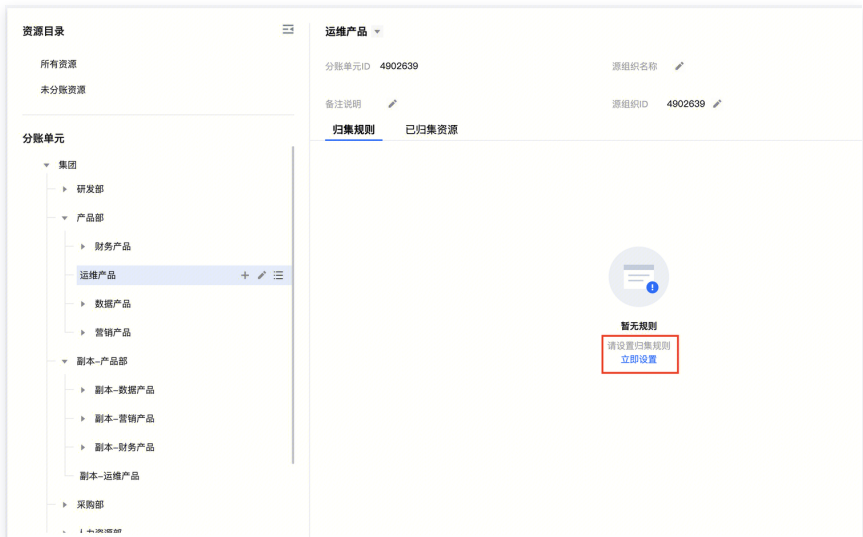 资源目录
所有资源
未分账资源
分账单元
集团
研发部
产品部
财务产品
运维产品
数据产品
营销产品
副本-产品部
副本-数据产品
副本-营销产品
副本-财务产品
副本-运维产品
采购部
人力资源部
运维产品
分账单元ID 4902639
源组织名称
备注说明
源组织ID 4902639
归集规则 已归集资源
暂无规则
请设置归集规则
立即设置